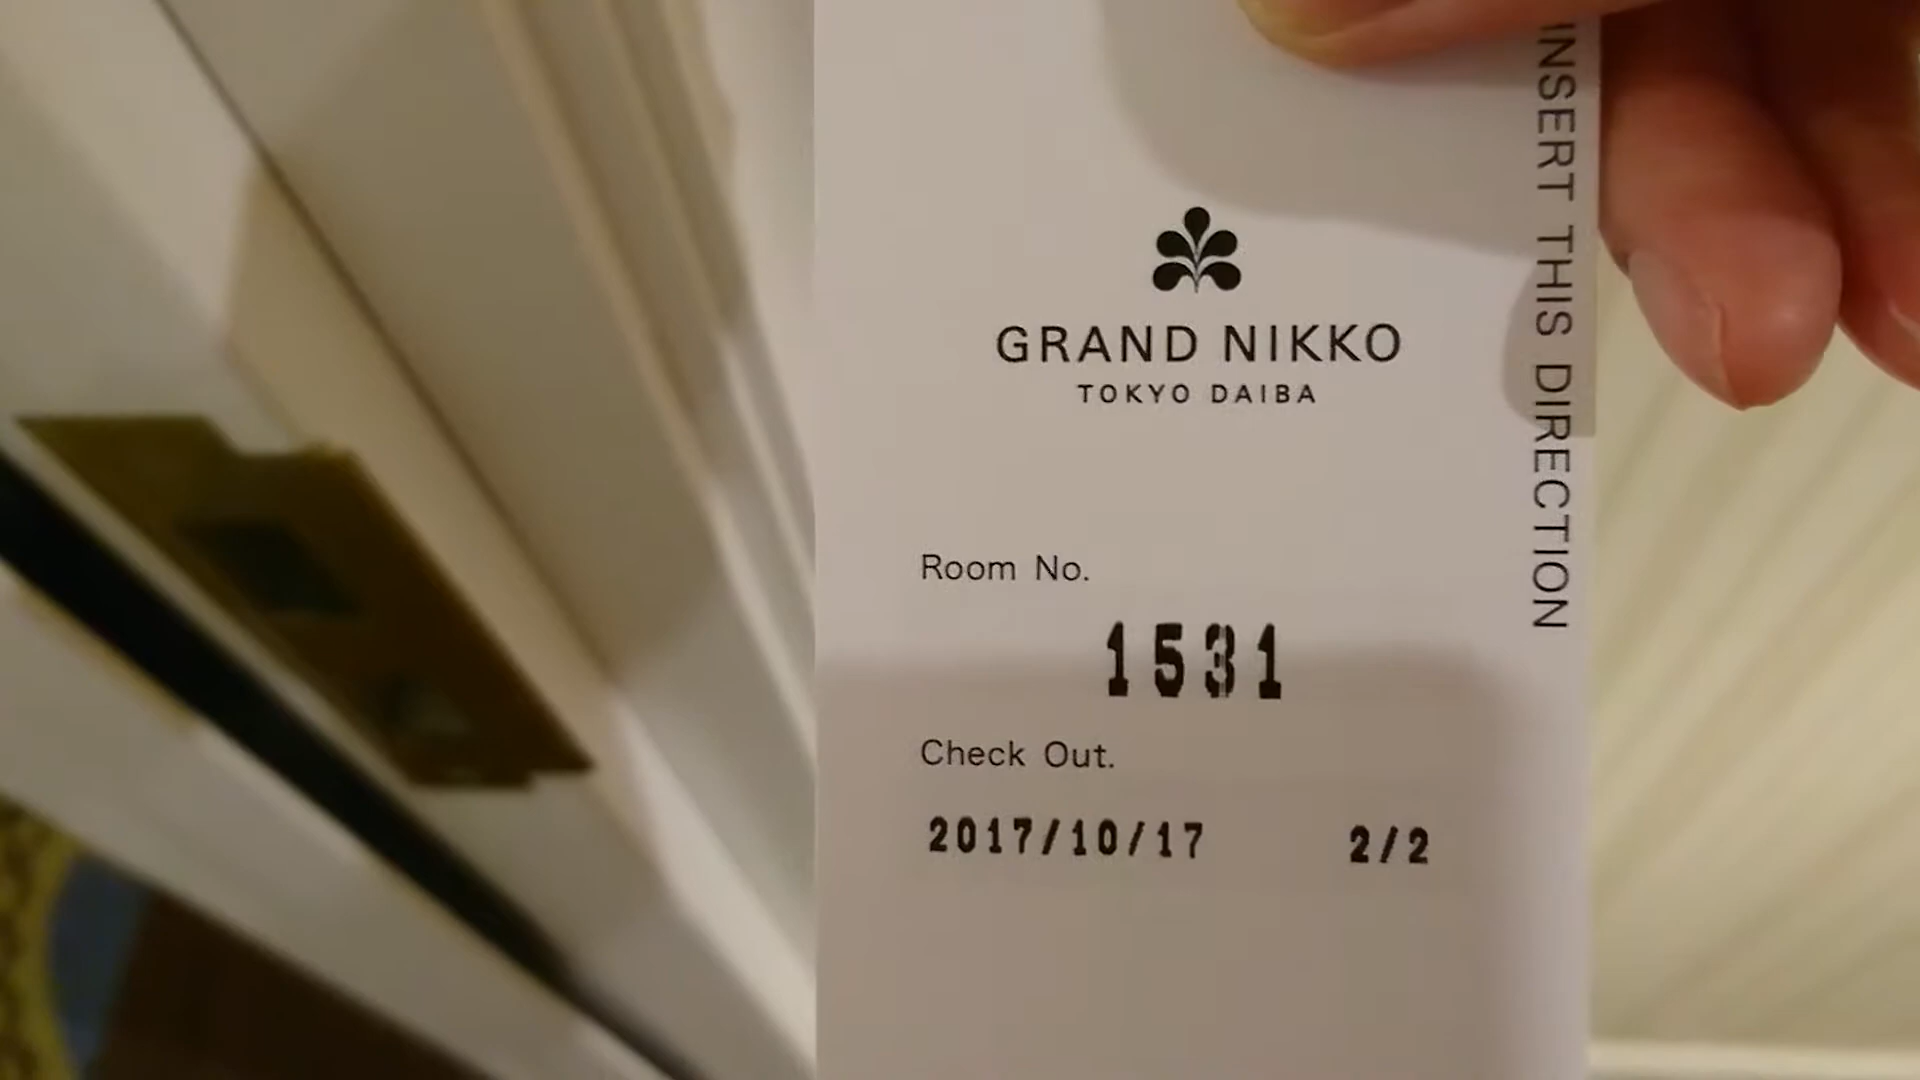 GRAND NIKKO
TOKYO DAIBA
INSERT THIS DIRECTION
Room No.
1531
Check Out.
2017/10/17 2/2